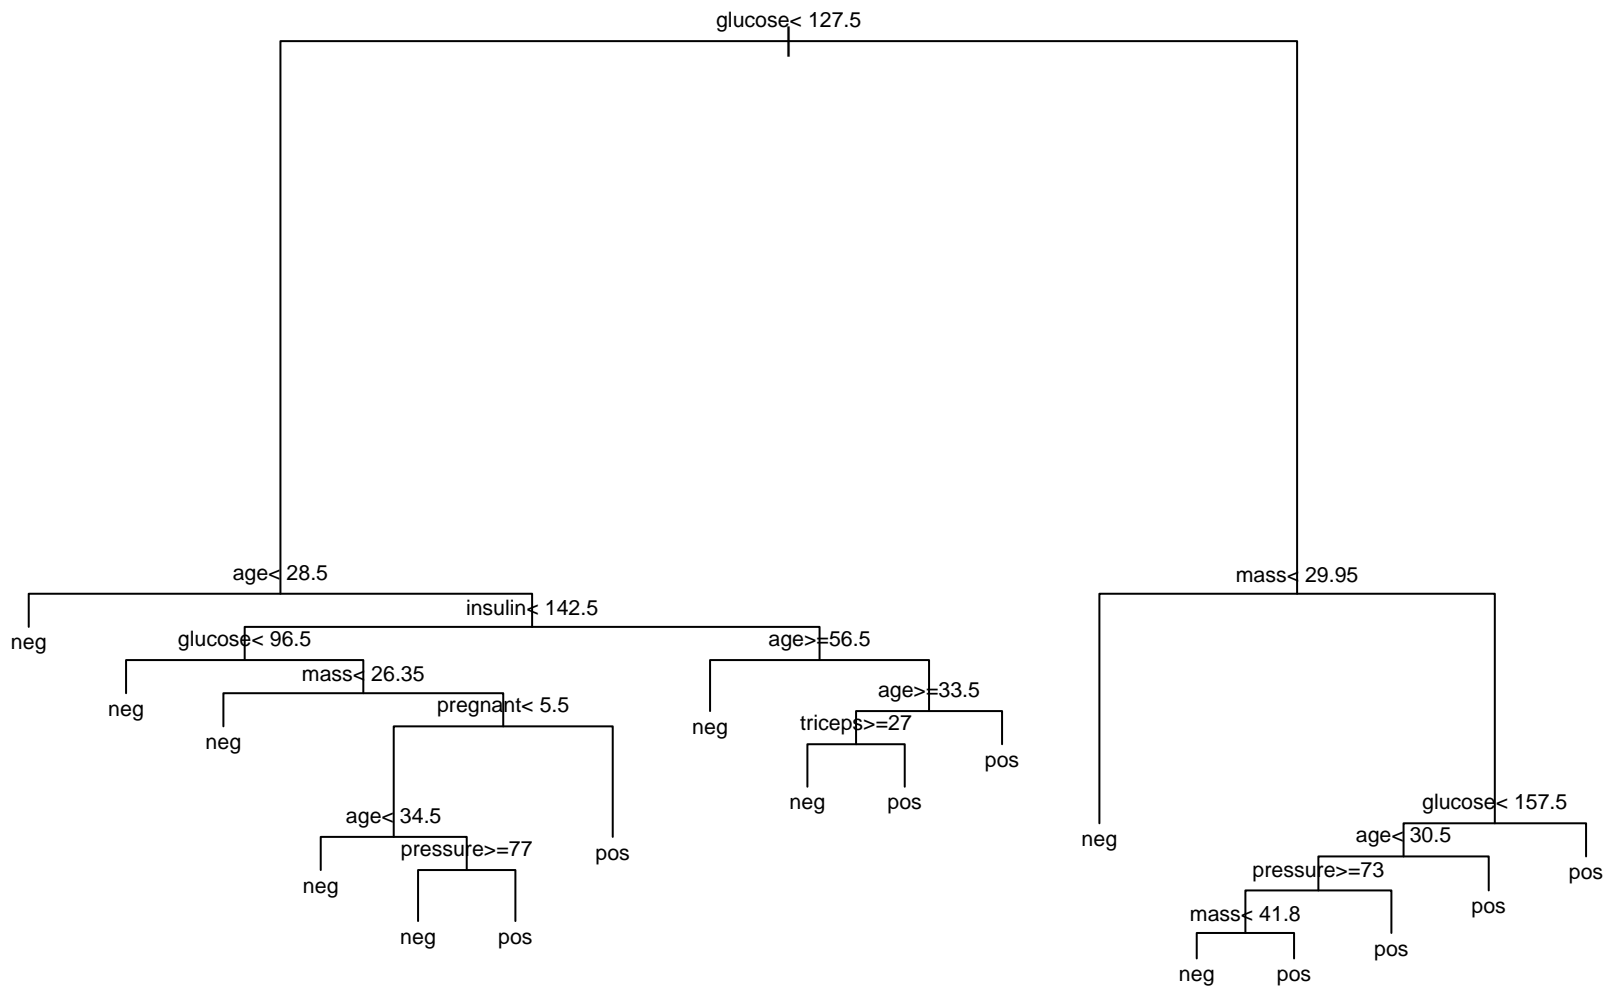 glucose< 127.5
age< 28.5
mass< 29.95
insulin< 142.5
neg
glucose< 96.5
age>=56.5
mass< 26.35
age>=33.5
neg
pregnant< 5.5
neg
triceps>=27
neg
pos
neg
pos
glucose< 157.5
age< 34.5
neg
age< 30.5
pressure>=77
pos
pressure>=73
pos
neg
pos
mass< 41.8
neg
pos
pos
neg
pos